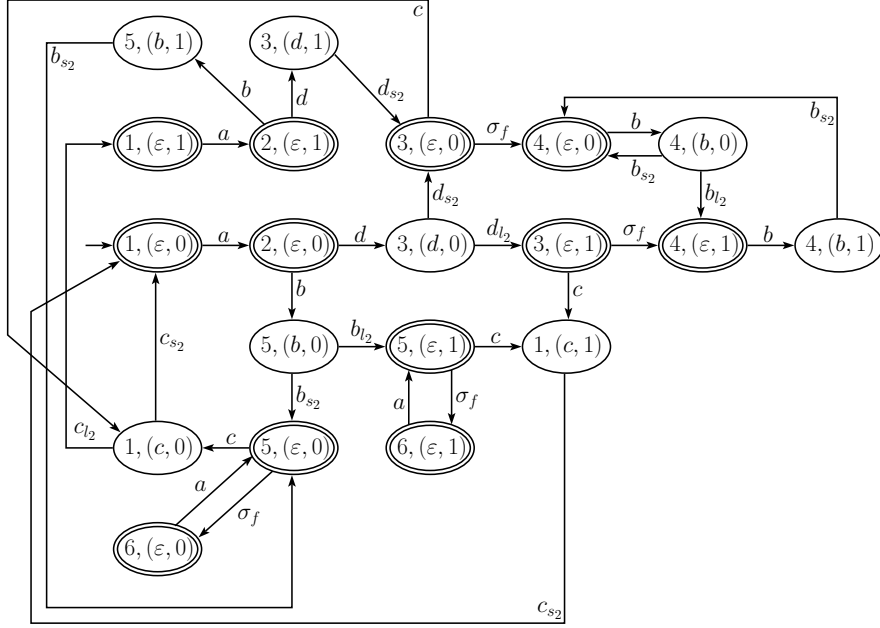 c
5, (b, 1) 3, (d, 1)
b_{s_2}
b d d_{s_2} b_{s_2}
1, (ε, 1) a 2, (ε, 1) 3, (ε, 0) σ_f 4, (ε, 0) b 4, (b, 0)
b_{s_2}
d_{s_2} b_{l_2}
1, (ε, 0) a 2, (ε, 0) d 3, (d, 0) d_{l_2} 3, (ε, 1) σ_f 4, (ε, 1) b 4, (b, 1)
b c
c_{s_2} 5, (b, 0) b_{l_2} 5, (ε, 1) c 1, (c, 1)
b_{s_2} a σ_f
c_{l_2} 1, (c, 0) c 5, (ε, 0) 6, (ε, 1)
a σ_f
6, (ε, 0)
c_{s_2}